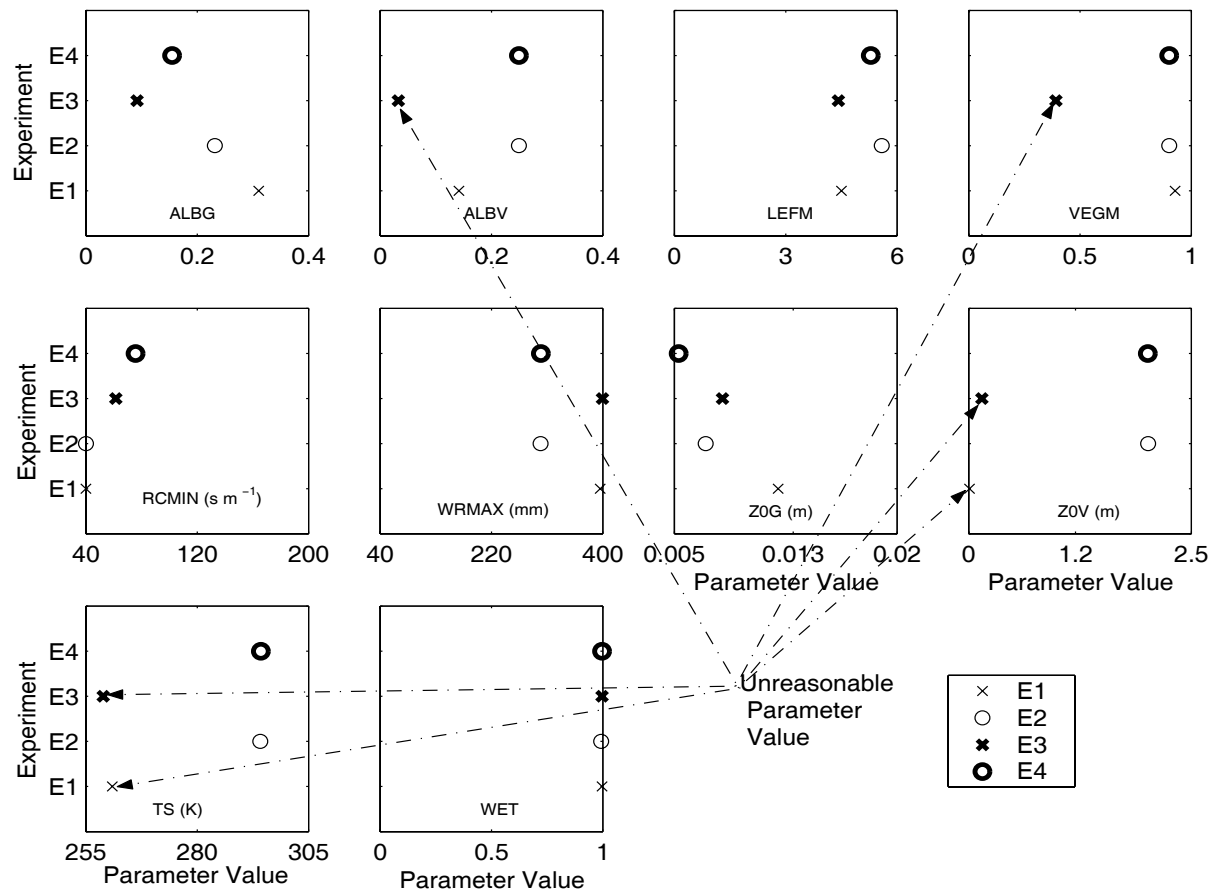 Experiment
E4
E3
E2
E1
ALBG
0 0.2 0.4
ALBV
0 0.2 0.4
LEFM
0 3 6
VEGM
0 0.5 1
Experiment
E4
E3
E2
E1
RCMIN (s m −1)
40 120 200
WRMAX (mm)
40 220 400
Z0G (m)
0.005 0.013 0.02
Parameter Value
Z0V (m)
0 1.2 2.5
Parameter Value
Experiment
E4
E3
E2
E1
TS (K)
255 280 305
Parameter Value
WET
0 0.5 1
Parameter Value
Unreasonable
Parameter
Value
E1
E2
E3
E4